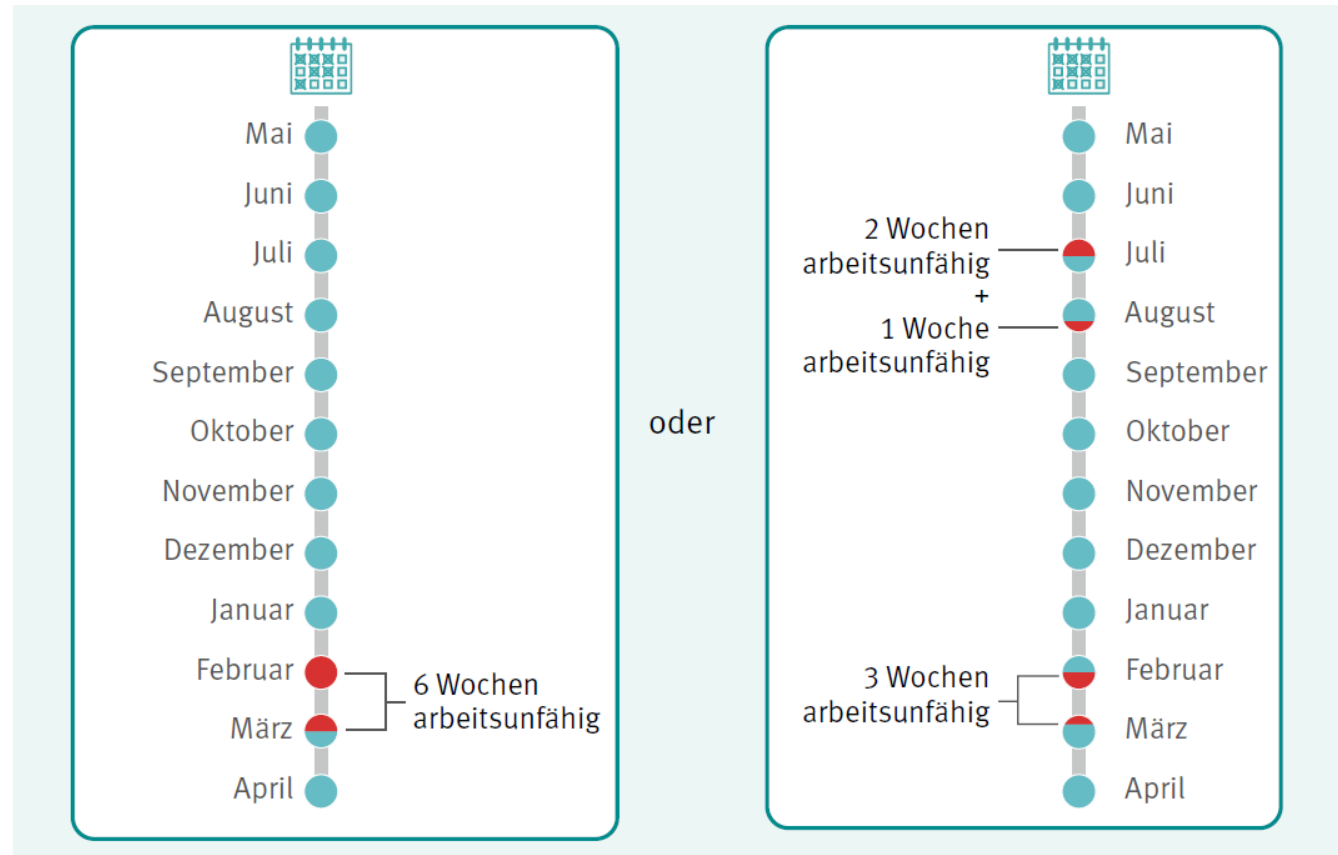 Mai
Juni
Juli
August
September
Oktober
November
Dezember
Januar
Februar
März
April
6 Wochen
arbeitsunfähig
oder
2 Wochen
arbeitsunfähig
+
1 Woche
arbeitsunfähig
3 Wochen
arbeitsunfähig
Mai
Juni
Juli
August
September
Oktober
November
Dezember
Januar
Februar
März
April